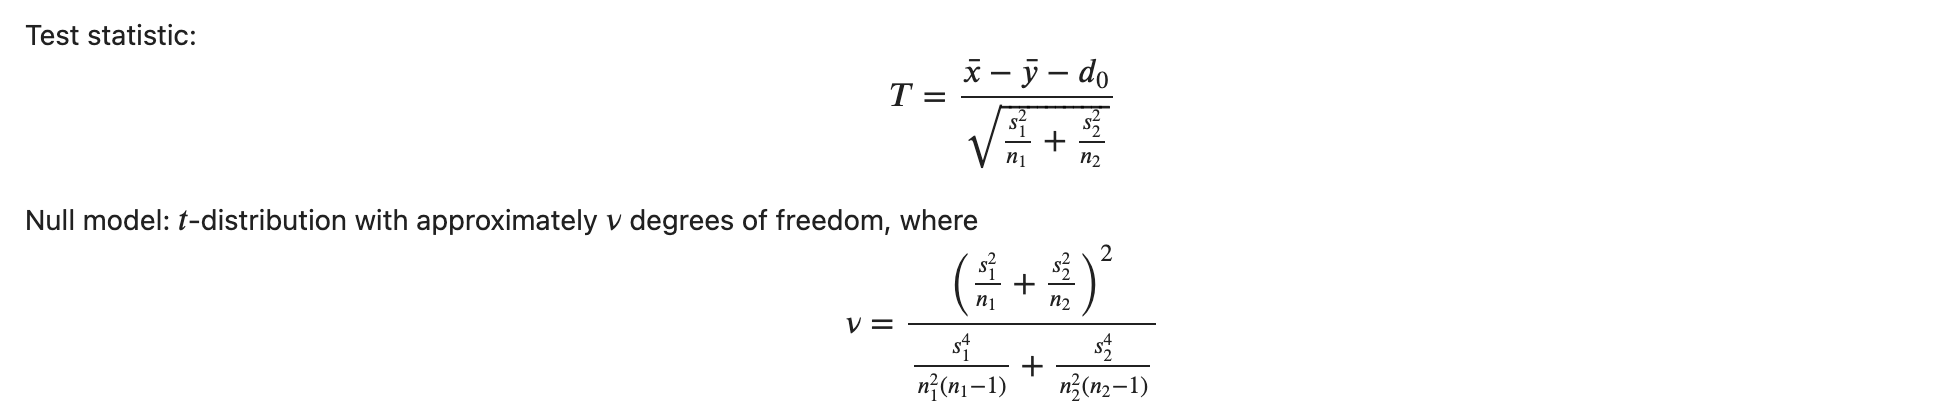 Test statistic:
T = \frac{\bar{x} - \bar{y} - d_0}{\sqrt{\frac{s_1^2}{n_1} + \frac{s_2^2}{n_2}}}
Null model: t-distribution with approximately ν degrees of freedom, where
ν = \frac{\left(\frac{s_1^2}{n_1} + \frac{s_2^2}{n_2}\right)^2}{\frac{s_1^4}{n_1^2(n_1-1)} + \frac{s_2^4}{n_2^2(n_2-1)}}